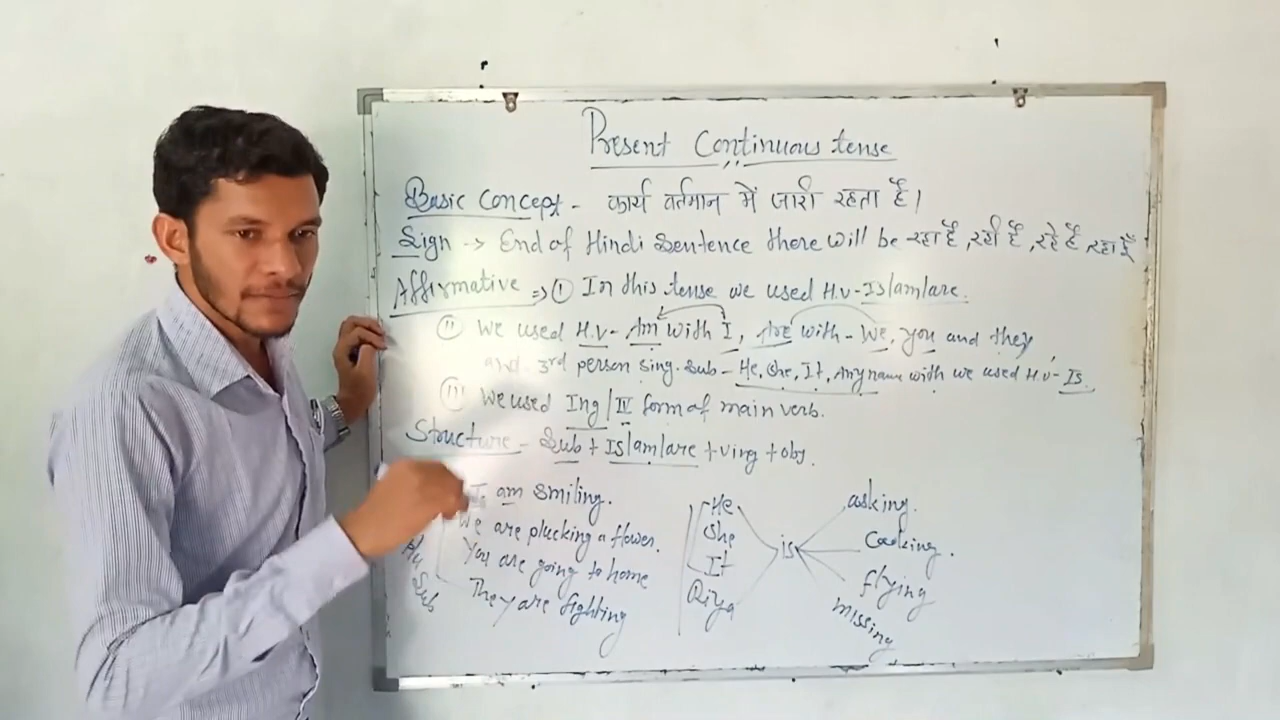 Present Continuous tense
Basic Concept - कार्य वर्तमान में जारी रहता है।
Sign -> End of Hindi Sentence there will be रहा है, रही है, रहे है, रहा हूँ
Affirmative => (I) In this tense we used H.v - Is/am/are.
(II) We used H.V - Am with I, Are with - We, you and they
and 3rd person sing. sub - He, She, It, Any name with we used H.v - Is.
(III) We used Ing/IV form of main verb.
Structure - Sub + Is/am/are + ving + obj.
I am smiling.
We are plucking a flower.
You are going to home
They are fighting
Plu Sub
He
She
It
Riya
is
asking.
Cooking.
flying
missing